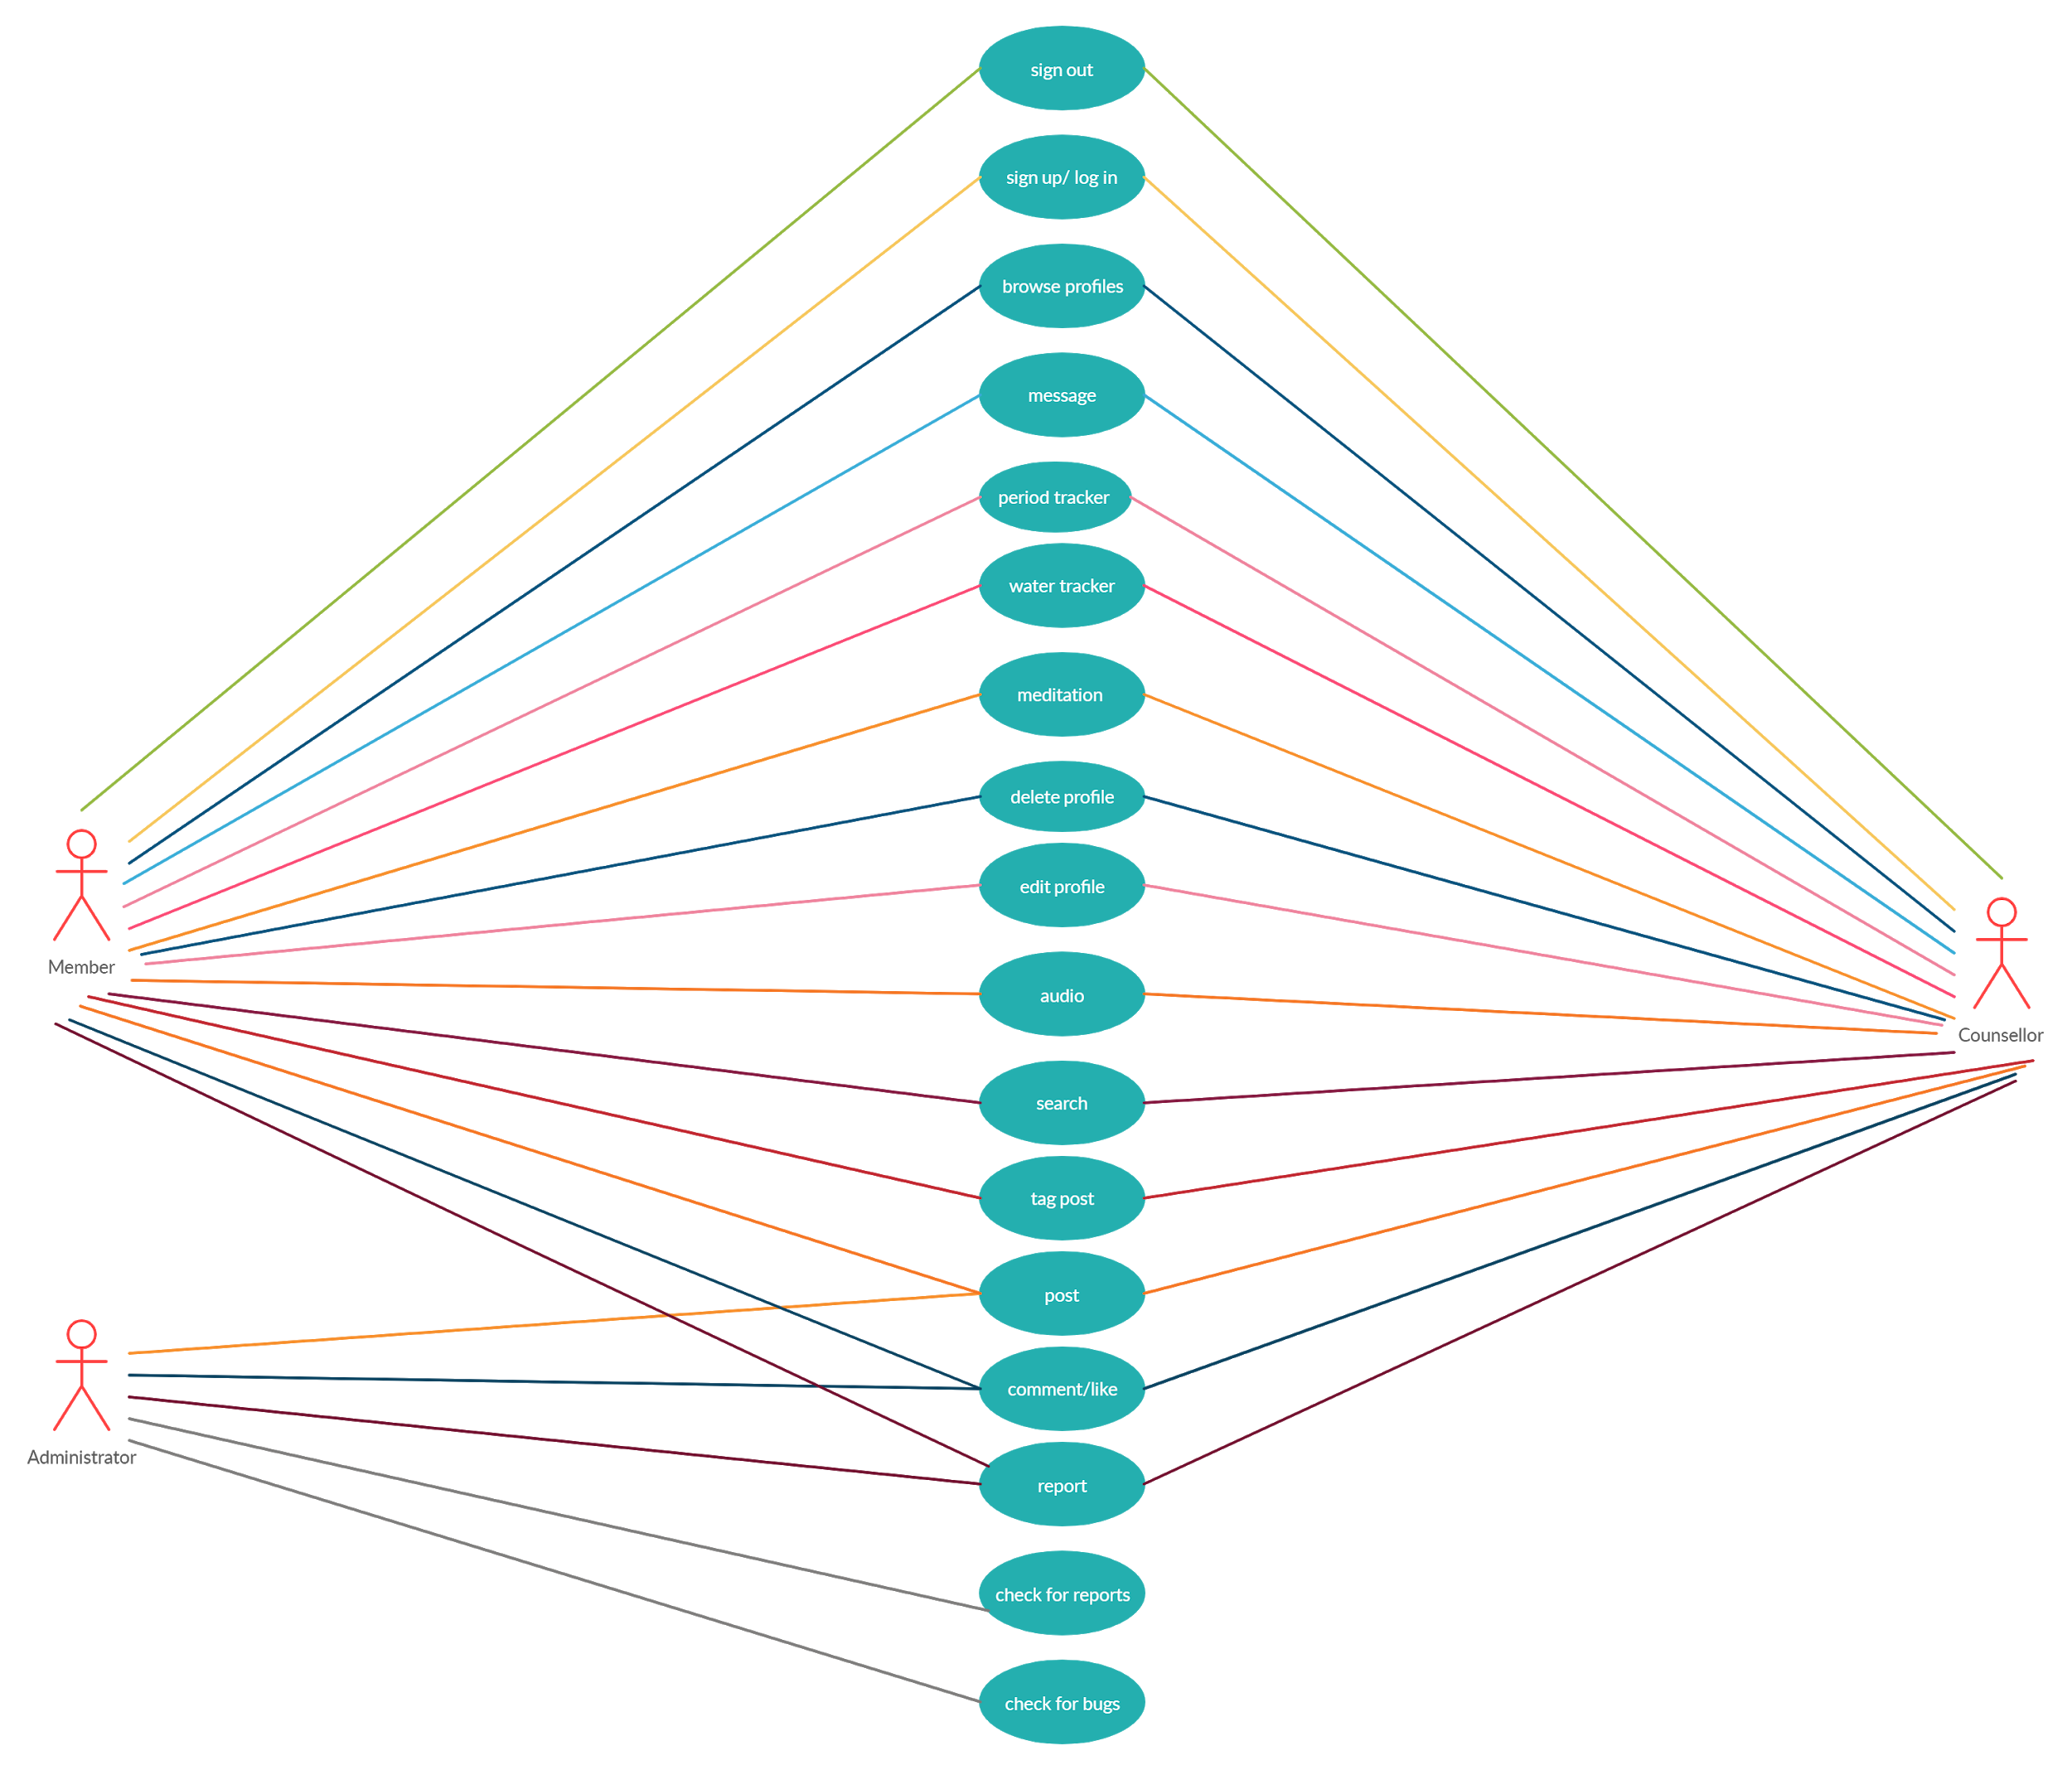 sign out
sign up/ log in
browse profiles
message
period tracker
water tracker
meditation
delete profile
edit profile
Member
audio
Counsellor
search
tag post
post
comment/like
Administrator
report
check for reports
check for bugs